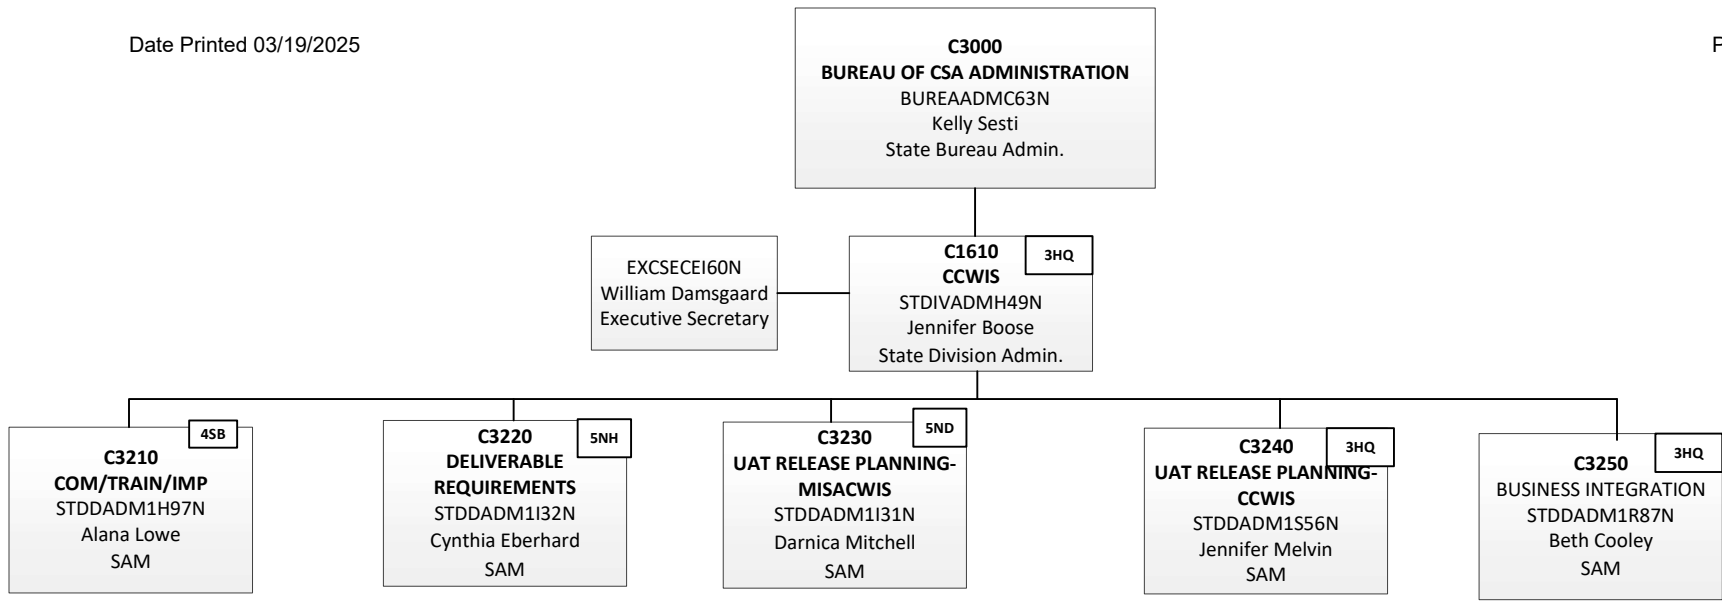 Date Printed 03/19/2025
P
C3000
BUREAU OF CSA ADMINISTRATION
BUREAADMC63N
Kelly Sesti
State Bureau Admin.
EXCSECEI60N
William Damsgaard
Executive Secretary
C1610
3HQ
CCWIS
STDIVADMH49N
Jennifer Boose
State Division Admin.
4SB
C3210
COM/TRAIN/IMP
STDDADM1H97N
Alana Lowe
SAM
5NH
C3220
DELIVERABLE
REQUIREMENTS
STDDADM1I32N
Cynthia Eberhard
SAM
5ND
C3230
UAT RELEASE PLANNING-
MISACWIS
STDDADM1I31N
Darnica Mitchell
SAM
3HQ
C3240
UAT RELEASE PLANNING-
CCWIS
STDDADM1S56N
Jennifer Melvin
SAM
3HQ
C3250
BUSINESS INTEGRATION
STDDADM1R87N
Beth Cooley
SAM